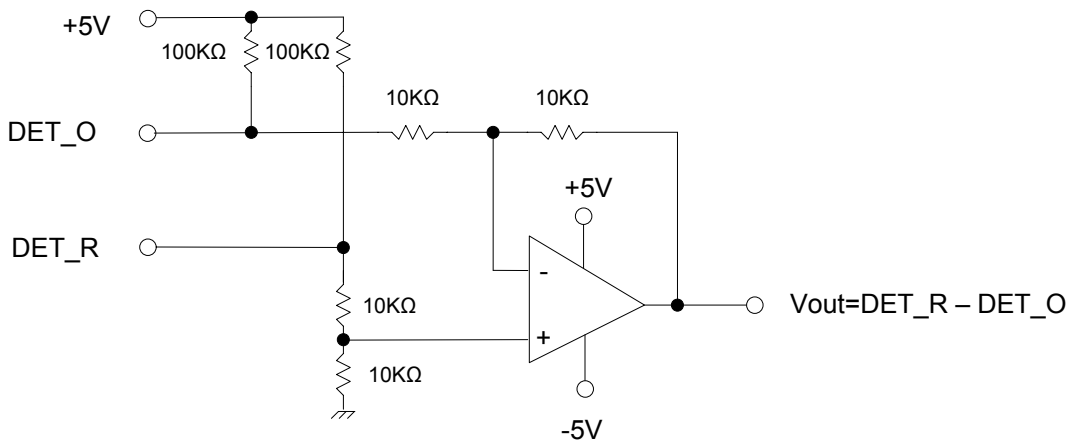 +5V
100KΩ
100KΩ
10KΩ
10KΩ
DET_O
+5V
DET_R
-
10KΩ
Vout=DET_R – DET_O
+
10KΩ
-5V